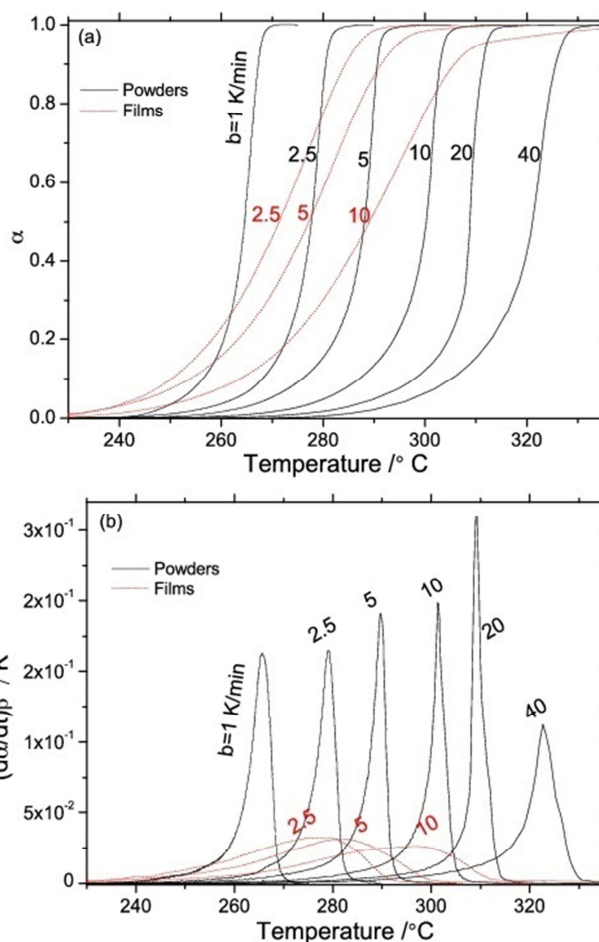 (a)
1.0
0.8
0.6
0.4
0.2
0.0
α
Powders
Films
b=1 K/min
2.5
5
10
20
40
2.5
5
10
240
260
280
300
320
Temperature /° C
(b)
3x10⁻¹
2x10⁻¹
2x10⁻¹
1x10⁻¹
5x10⁻²
0
Powders
Films
b=1 K/min
2.5
5
10
20
40
2.5
5
10
240
260
280
300
320
Temperature /°C